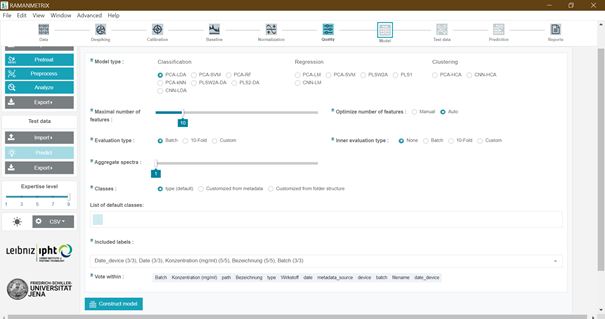 RAMANMETRIX
File Edit View Window Advanced Help
Data Despiking Calibration Baseline Normalization Quality Model Test data Prediction Reports
Pretreat
Preprocess
Analyze
Export
Test data
Import
Predict
Export
Expertise level
1 3 5 7 9
CSV
Leibniz ipht
FRIEDRICH-SCHILLER-
UNIVERSITÄT
JENA
* Model type :
Classification Regression Clustering
PCA-LDA PCA-SVM PCA-RF PCA-LM PCA-SVM PLSW2A PLS1 PCA-HCA CNN-HCA
PCA-kNN PLSW2A-DA PLS2-DA CNN-LM
CNN-LDA
* Maximal number of
features :
10
* Optimize number of features : Manual Auto
* Evaluation type : Batch 10-Fold Custom
* Inner evaluation type : None Batch 10-Fold Custom
* Aggregate spectra :
1
* Classes : type (default) Customized from metadata Customized from folder structure
List of default classes:
* Included labels :
Date_device (3/3), Date (3/3), Konzentration (mg/ml) (5/5), Bezeichnung (5/5), Batch (3/3)
* Vote within : Batch Konzentration (mg/ml) path Bezeichnung type Wirkstoff date metadata_source device batch filename date_device
Construct model